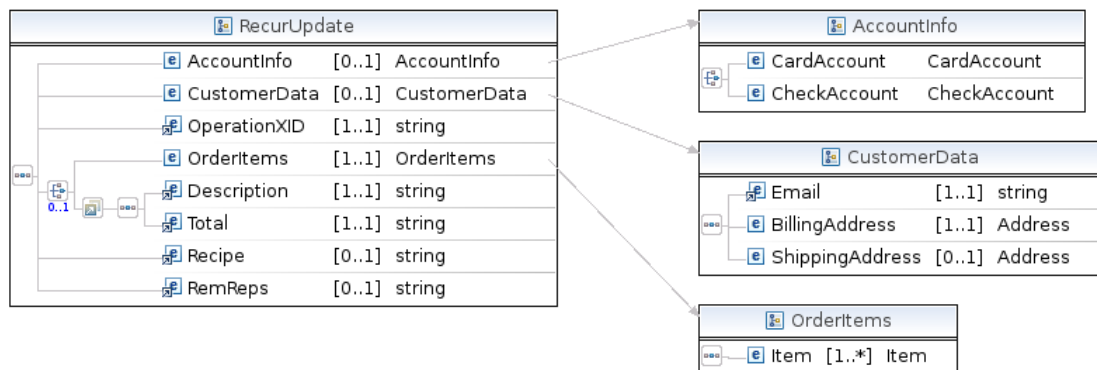 RecurUpdate
AccountInfo [0..1] AccountInfo
CustomerData [0..1] CustomerData
OperationXID [1..1] string
OrderItems [1..1] OrderItems
Description [1..1] string
0..1
Total [1..1] string
Recipe [0..1] string
RemReps [0..1] string
AccountInfo
CardAccount CardAccount
CheckAccount CheckAccount
CustomerData
Email [1..1] string
BillingAddress [1..1] Address
ShippingAddress [0..1] Address
OrderItems
Item [1..*] Item